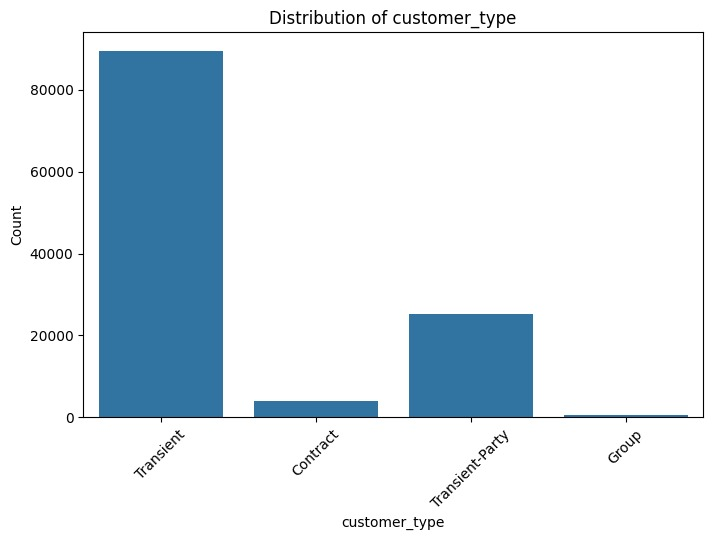 Distribution of customer_type
80000
60000
40000
20000
0
Count
Transient
Contract
Transient-Party
Group
customer_type